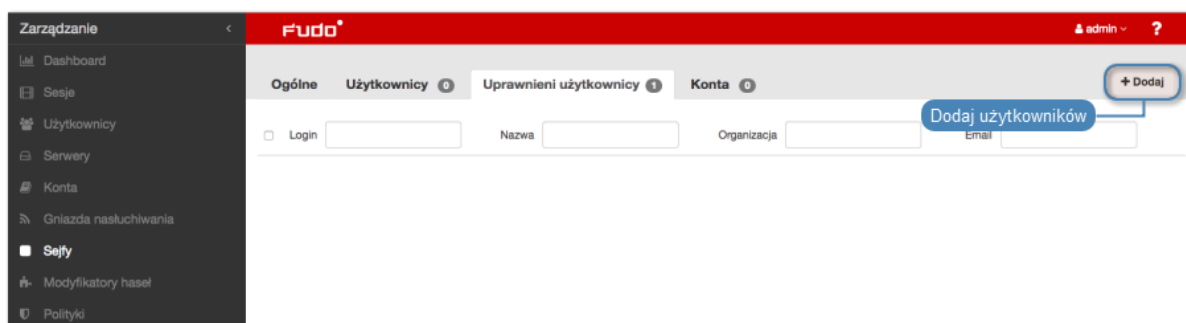 Zarządzanie
Fudo
admin
?
Dashboard
Sesje
Użytkownicy
Serwery
Konta
Gniazda nasłuchiwania
Sejfy
Modyfikatory haseł
Polityki
Ogólne
Użytkownicy 0
Uprawnieni użytkownicy 1
Konta 0
+ Dodaj
Dodaj użytkowników
Login
Nazwa
Organizacja
Email